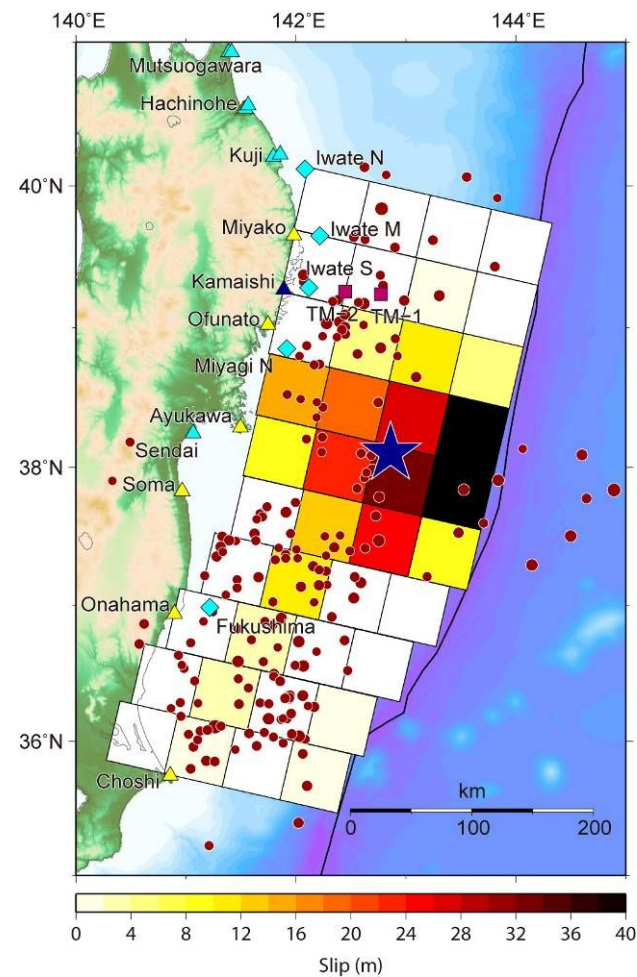 140°E 142°E 144°E
Mutsuogawara
Hachinohe
40°N
Kuji
Iwate N
Miyako
Iwate M
Kamaishi
Iwate S
TM-2
TM-1
Ofunato
Miyagi N
Ayukawa
Sendai
38°N
Soma
Onahama
Fukushima
36°N
Choshi
km
0 100 200
0 4 8 12 16 20 24 28 32 36 40
Slip (m)